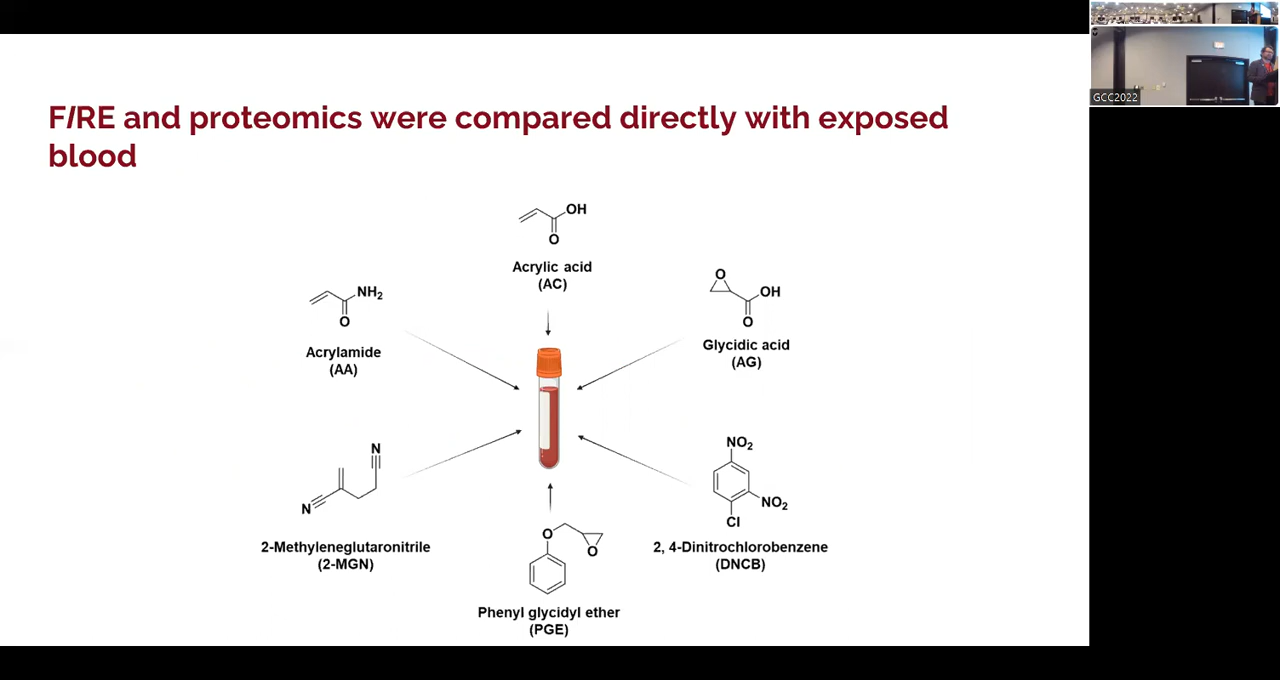 F/RE and proteomics were compared directly with exposed
blood
GCC2022
OH
O
Acrylic acid
(AC)
NH2
O
Acrylamide
(AA)
O
OH
O
Glycidic acid
(AG)
N
N
2-Methyleneglutaronitrile
(2-MGN)
NO2
NO2
Cl
2, 4-Dinitrochlorobenzene
(DNCB)
O
O
Phenyl glycidyl ether
(PGE)